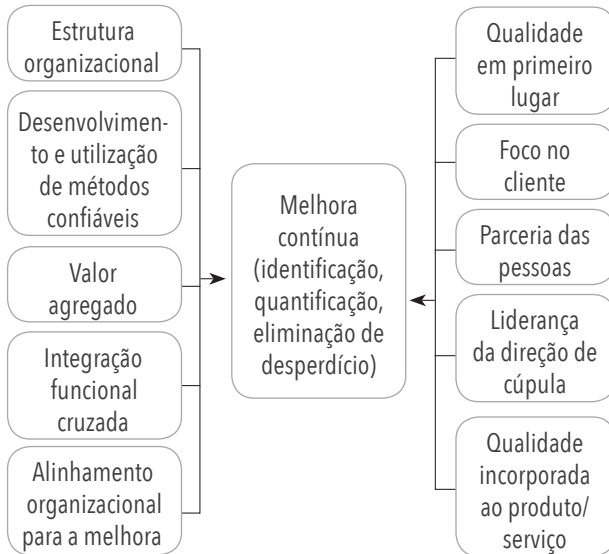 Estrutura
organizacional
Desenvolvimen-
to e utilização
de métodos
confiáveis
Valor
agregado
Integração
funcional
cruzada
Alinhamento
organizacional
para a melhora
Melhora
contínua
(identificação,
quantificação,
eliminação de
desperdício)
Qualidade
em primeiro
lugar
Foco no
cliente
Parceria das
pessoas
Liderança
da direção de
cúpula
Qualidade
incorporada
ao produto/
serviço